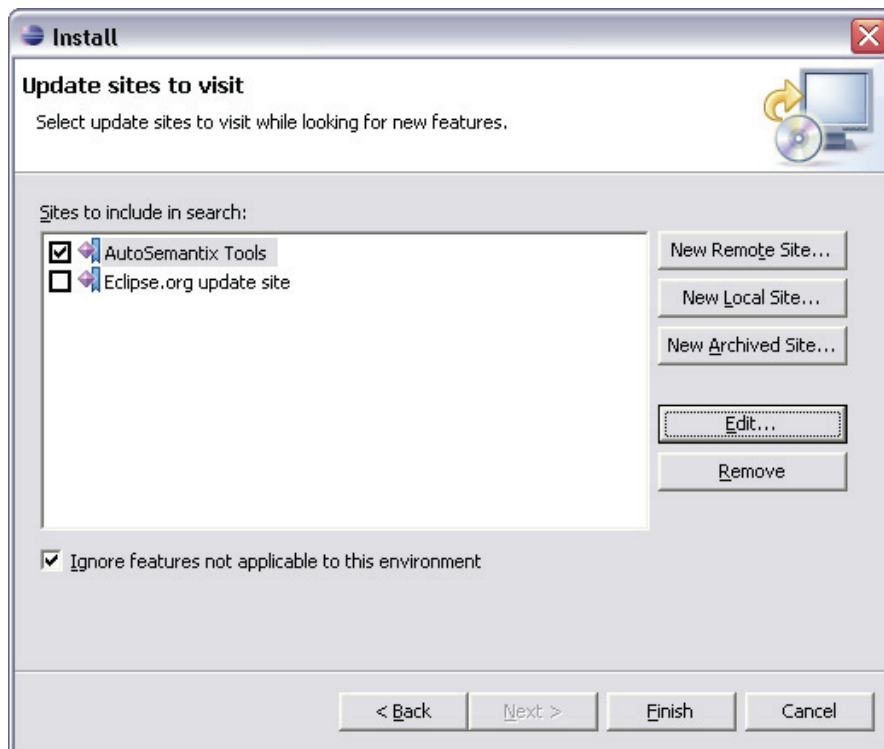 Install
Update sites to visit
Select update sites to visit while looking for new features.
Sites to include in search:
AutoSemantix Tools
Eclipse.org update site
New Remote Site...
New Local Site...
New Archived Site...
Edit...
Remove
Ignore features not applicable to this environment
< Back
Next >
Finish
Cancel